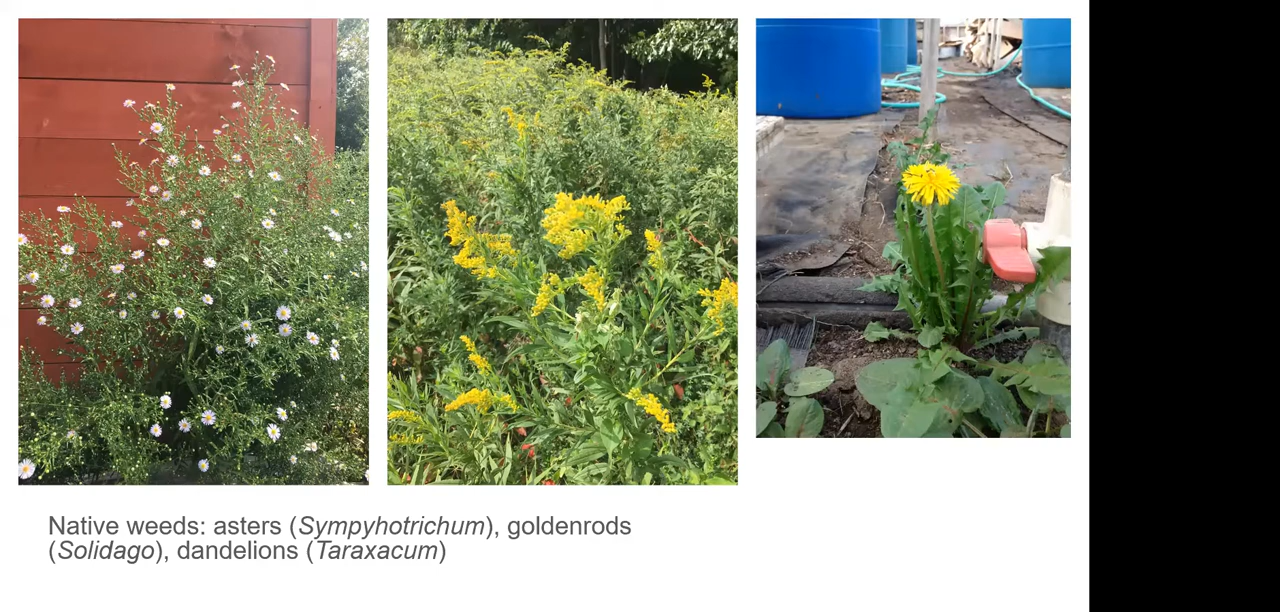 Native weeds: asters (Sympyhotrichum), goldenrods
(Solidago), dandelions (Taraxacum)